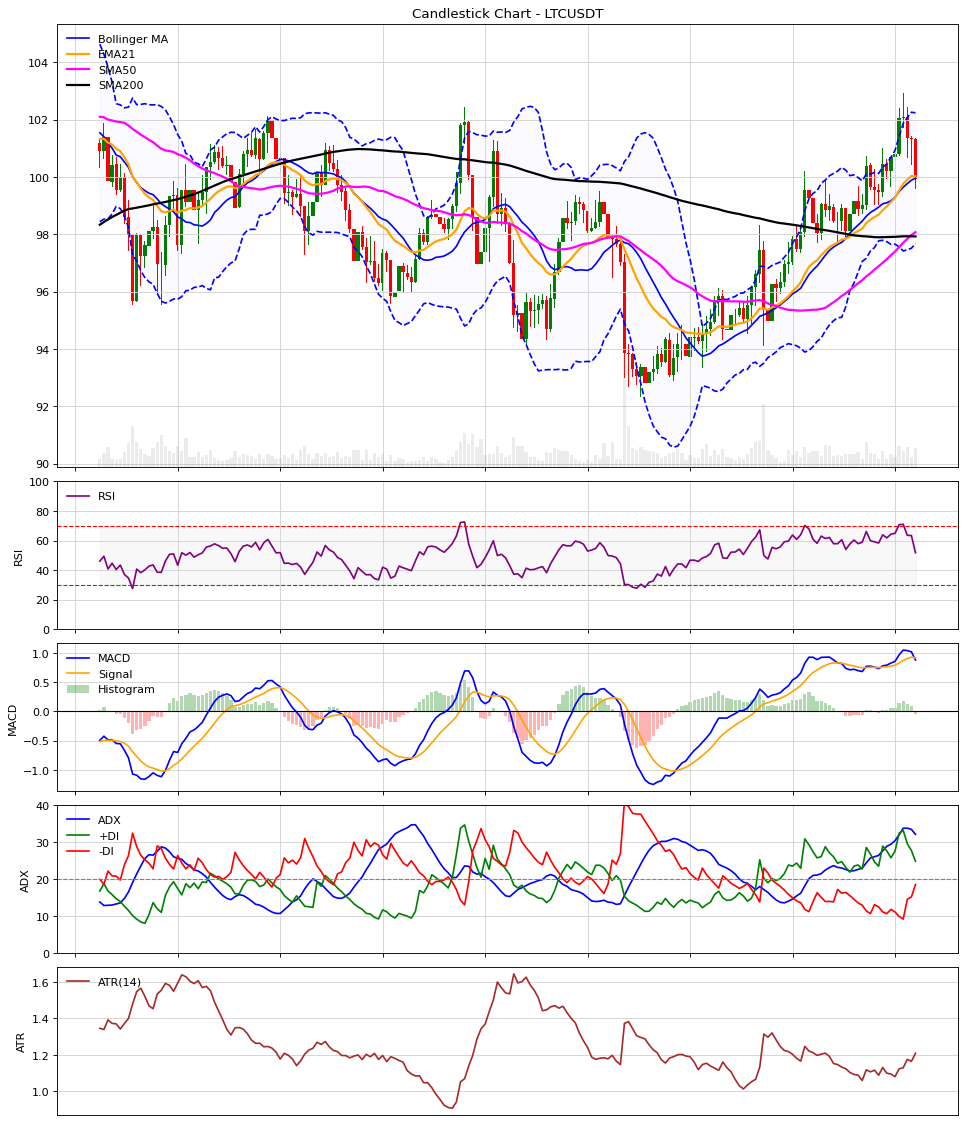 Candlestick Chart - LTCUSDT
Bollinger MA
EMA21
SMA50
SMA200
104
102
100
98
96
94
92
90
100
80
60
40
20
0
RSI
RSI
1.0
0.5
0.0
−0.5
−1.0
MACD
MACD
Signal
Histogram
40
30
20
10
0
ADX
ADX
+DI
-DI
1.6
1.4
1.2
1.0
ATR
ATR(14)